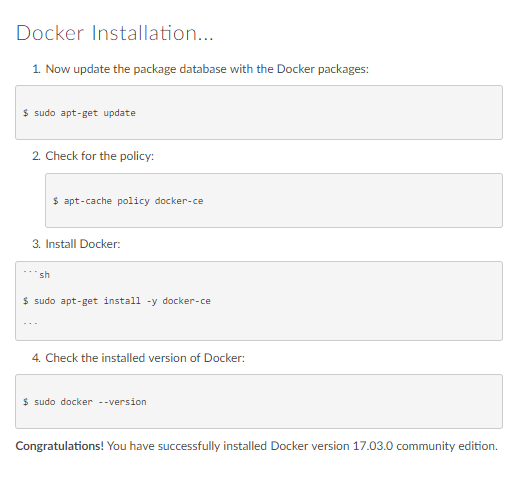 Docker Installation...
1. Now update the package database with the Docker packages:
$ sudo apt-get update
2. Check for the policy:
$ apt-cache policy docker-ce
3. Install Docker:
```sh
$ sudo apt-get install -y docker-ce
```
4. Check the installed version of Docker:
$ sudo docker --version
Congratulations! You have successfully installed Docker version 17.03.0 community edition.